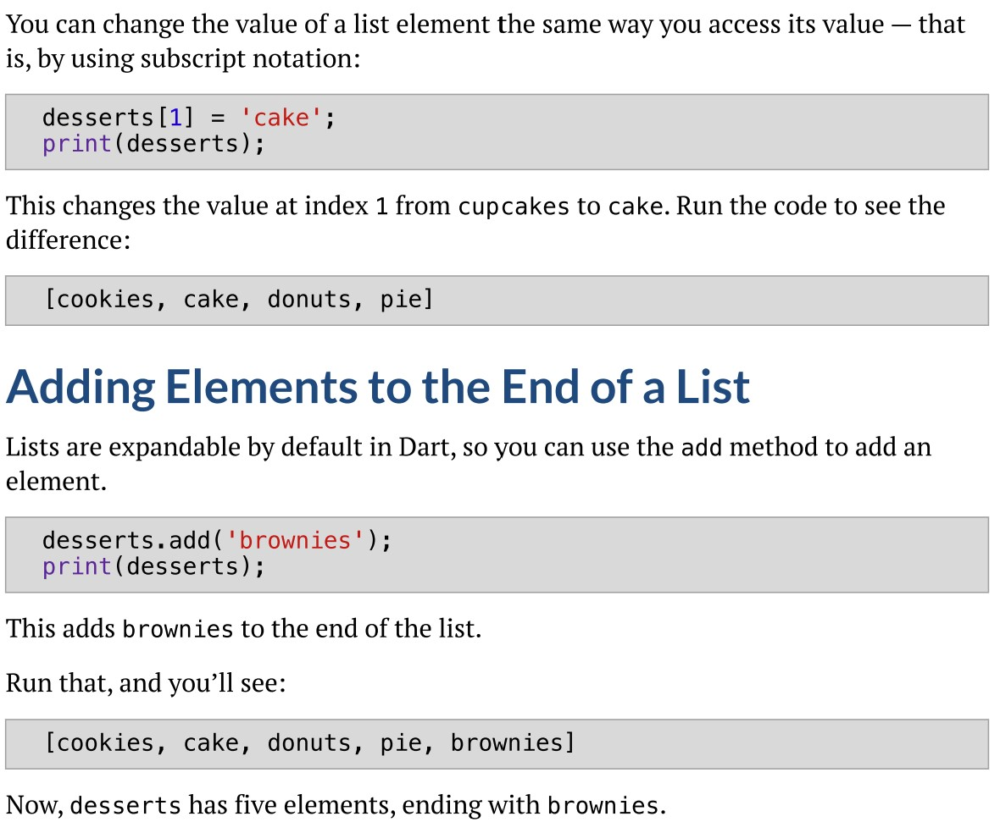 You can change the value of a list element the same way you access its value — that
is, by using subscript notation:
desserts[1] = 'cake';
print(desserts);
This changes the value at index 1 from cupcakes to cake. Run the code to see the
difference:
[cookies, cake, donuts, pie]
Adding Elements to the End of a List
Lists are expandable by default in Dart, so you can use the add method to add an
element.
desserts.add('brownies');
print(desserts);
This adds brownies to the end of the list.
Run that, and you’ll see:
[cookies, cake, donuts, pie, brownies]
Now, desserts has five elements, ending with brownies.